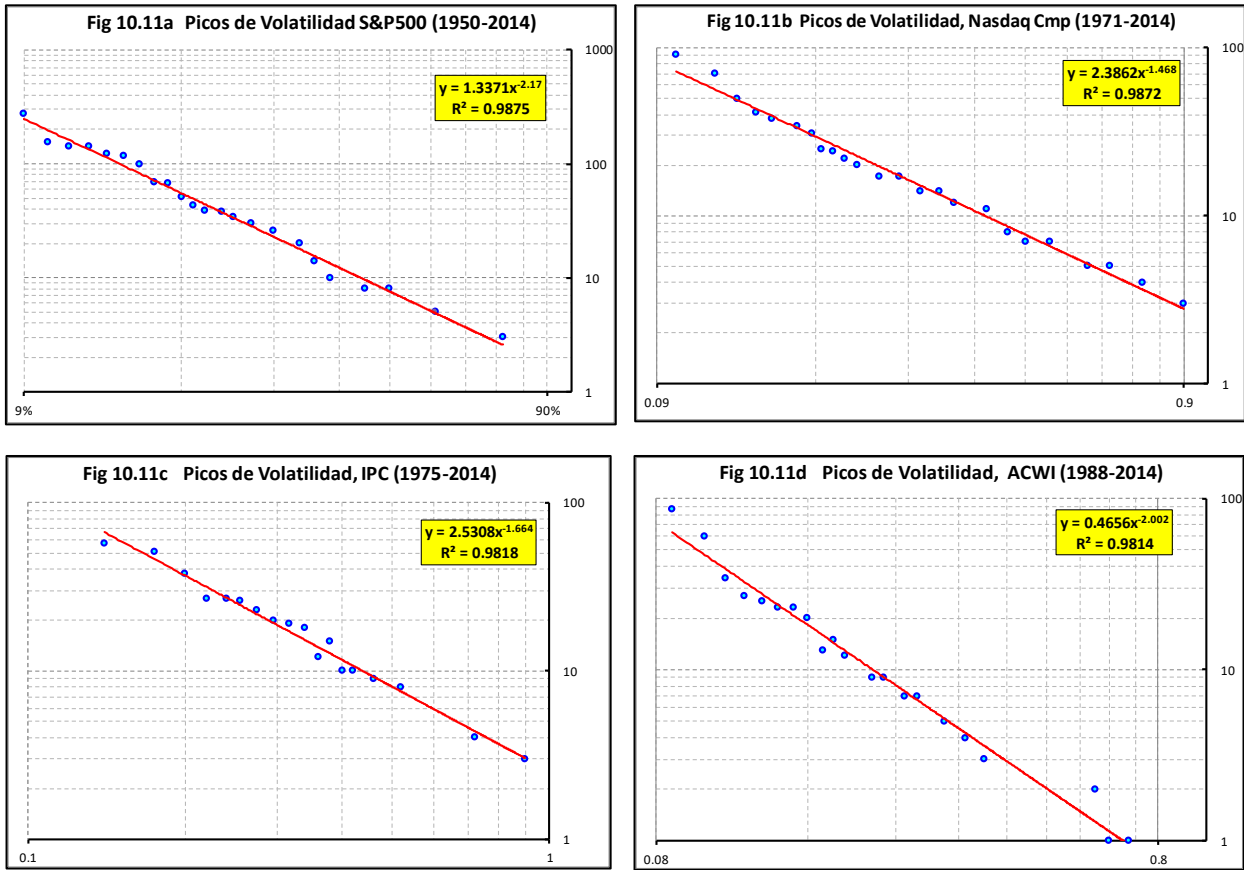 Fig 10.11a Picos de Volatilidad S&P500 (1950-2014)
1000
y = 1.3371x^-2.17
R² = 0.9875
100
10
1
9%
90%
Fig 10.11b Picos de Volatilidad, Nasdaq Cmp (1971-2014)
100
y = 2.3862x^-1.468
R² = 0.9872
10
1
0.09
0.9
Fig 10.11c Picos de Volatilidad, IPC (1975-2014)
100
y = 2.5308x^-1.664
R² = 0.9818
10
1
0.1
1
Fig 10.11d Picos de Volatilidad, ACWI (1988-2014)
100
y = 0.4656x^-2.002
R² = 0.9814
10
1
0.08
0.8